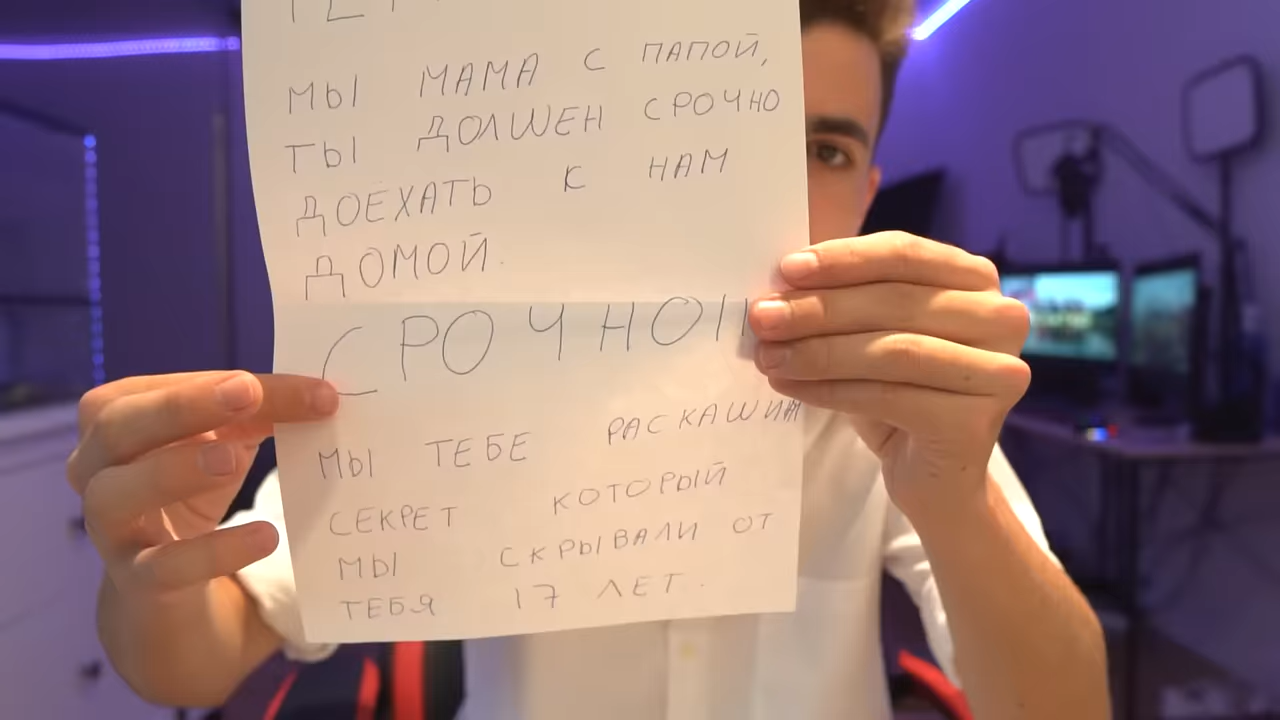 МЫ МАМА С ПАПОЙ,
ТЫ ДОЛШЕН СРОЧНО
ДОЕХАТЬ К НАМ
ДОМОЙ.
СРОЧНО!!
МЫ ТЕБЕ
СЕКРЕТ КОТОРЫЙ
МЫ СКРЫВАЛИ ОТ
ТЕБЯ 17 ЛЕТ.